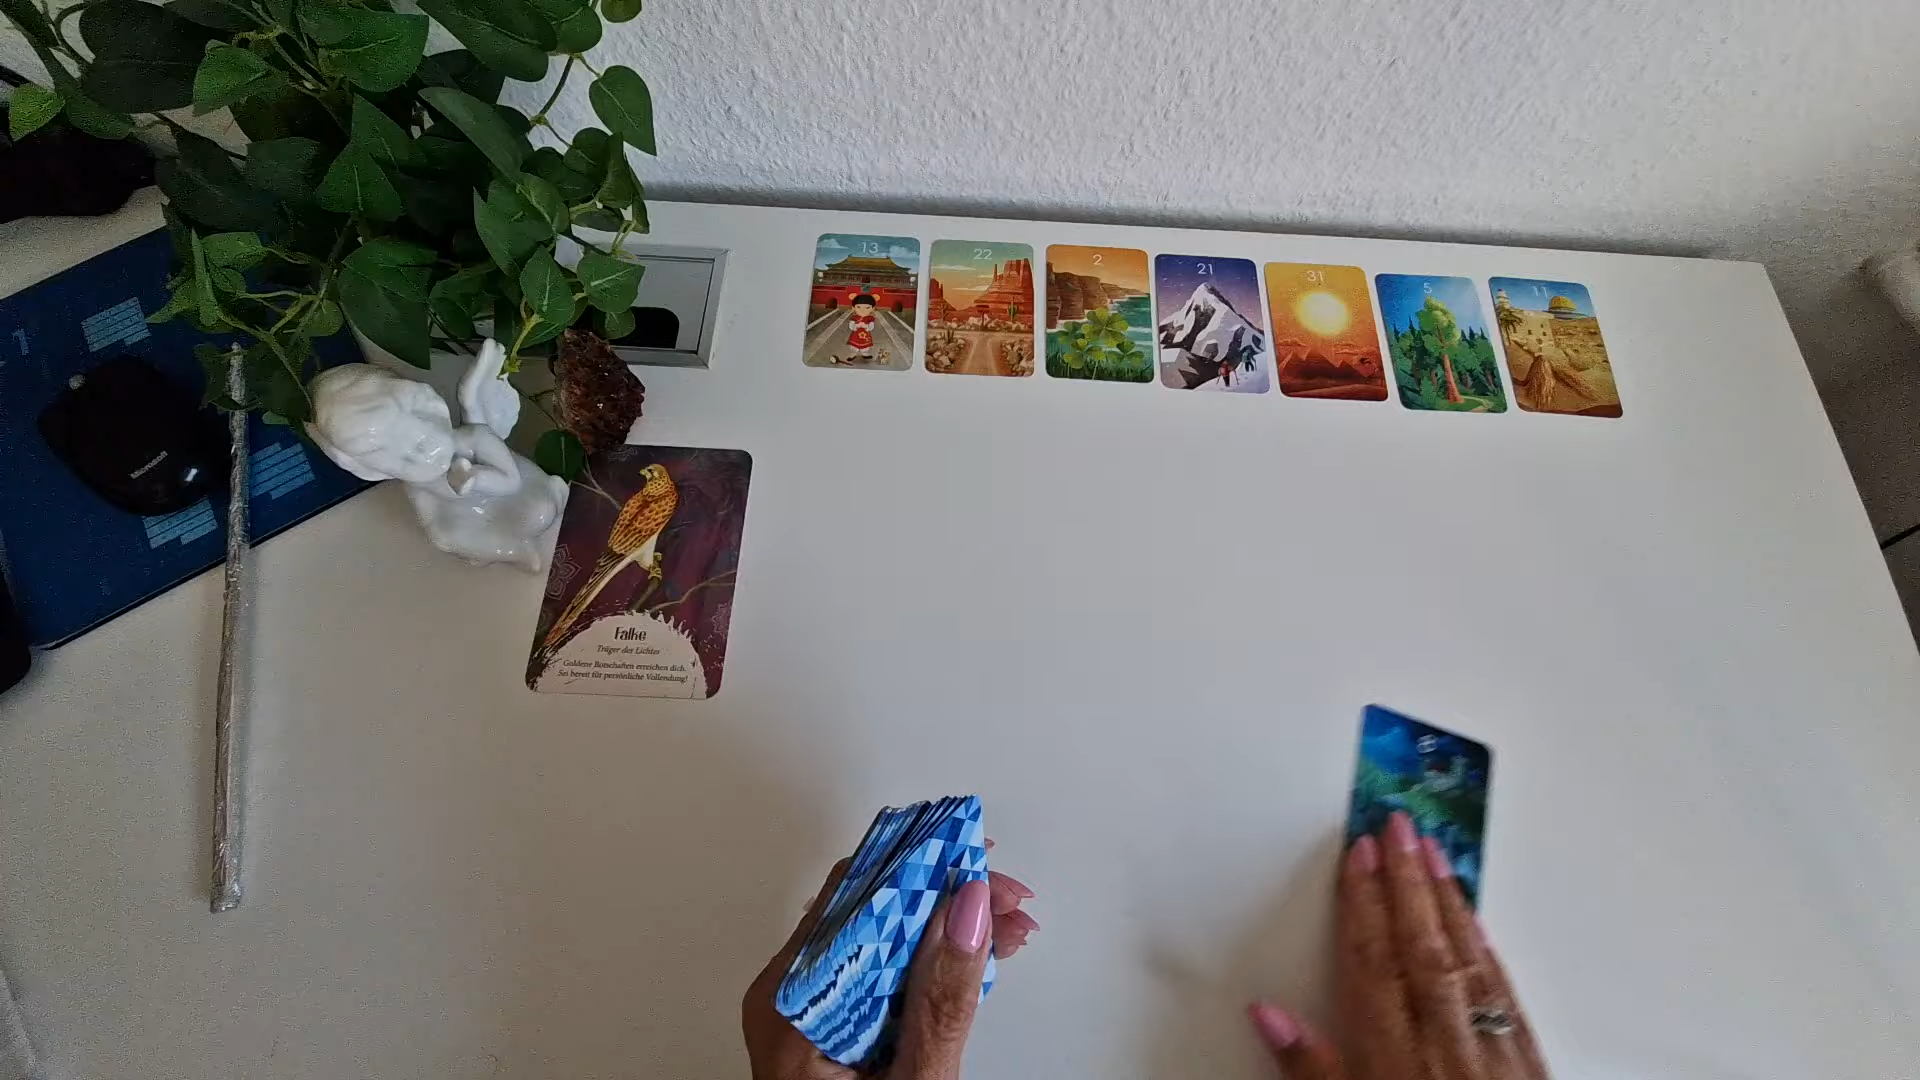 13
22
2
21
31
5
11
Microsoft
Falke
Träger des Lichtes
Goldene Botschaften erreichen dich.
Sei bereit für persönliche Vollendung!